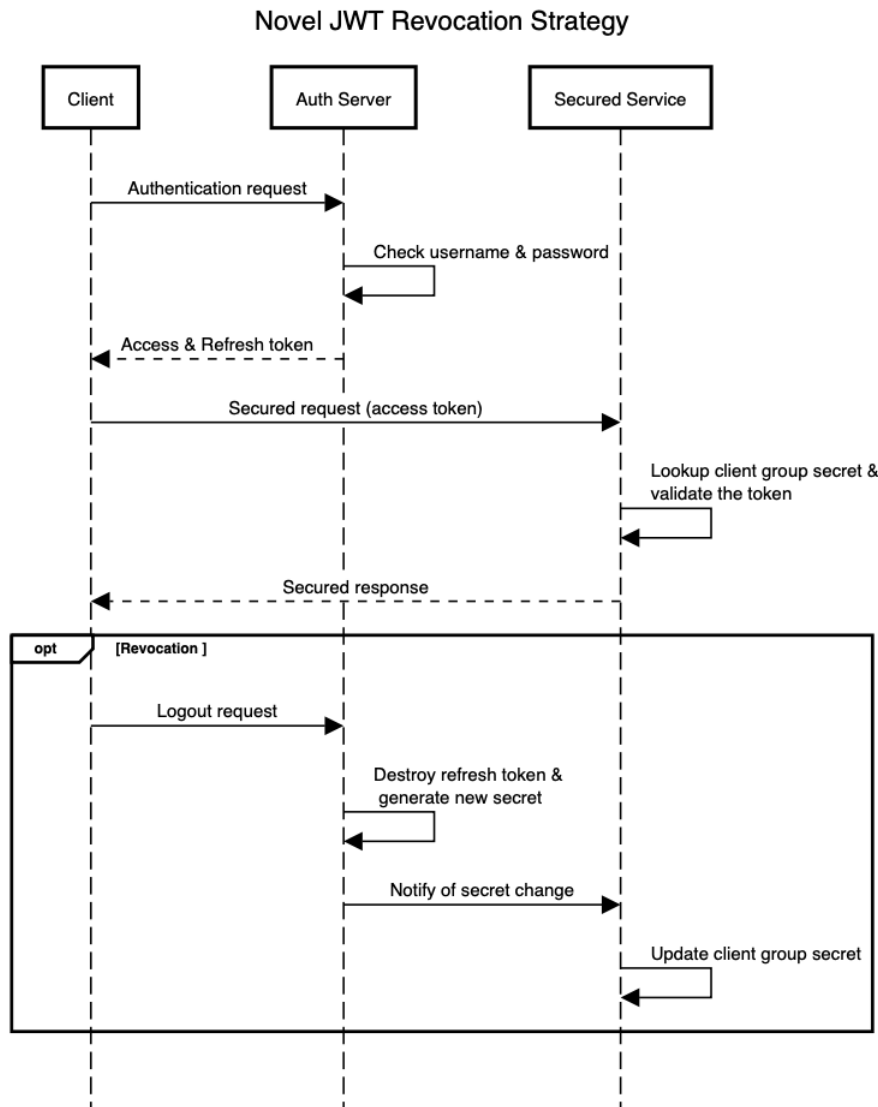 Novel JWT Revocation Strategy
Client
Auth Server
Secured Service
Authentication request
Check username & password
Access & Refresh token
Secured request (access token)
Lookup client group secret &
validate the token
Secured response
opt
[Revocation ]
Logout request
Destroy refresh token &
generate new secret
Notify of secret change
Update client group secret